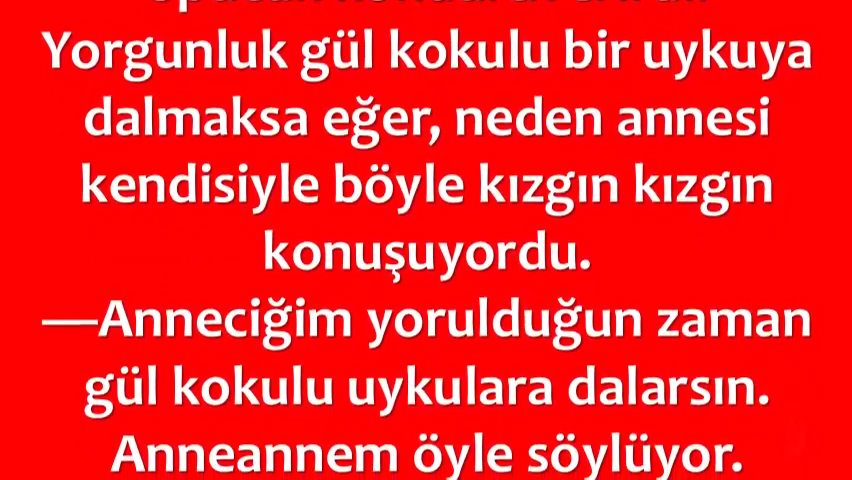 Yorgunluk gül kokulu bir uykuya
dalmaksa eğer, neden annesi
kendisiyle böyle kızgın kızgın
konuşuyordu.
—Anneciğim yorulduğun zaman
gül kokulu uykulara dalarsın.
Anneannem öyle söylüyor.